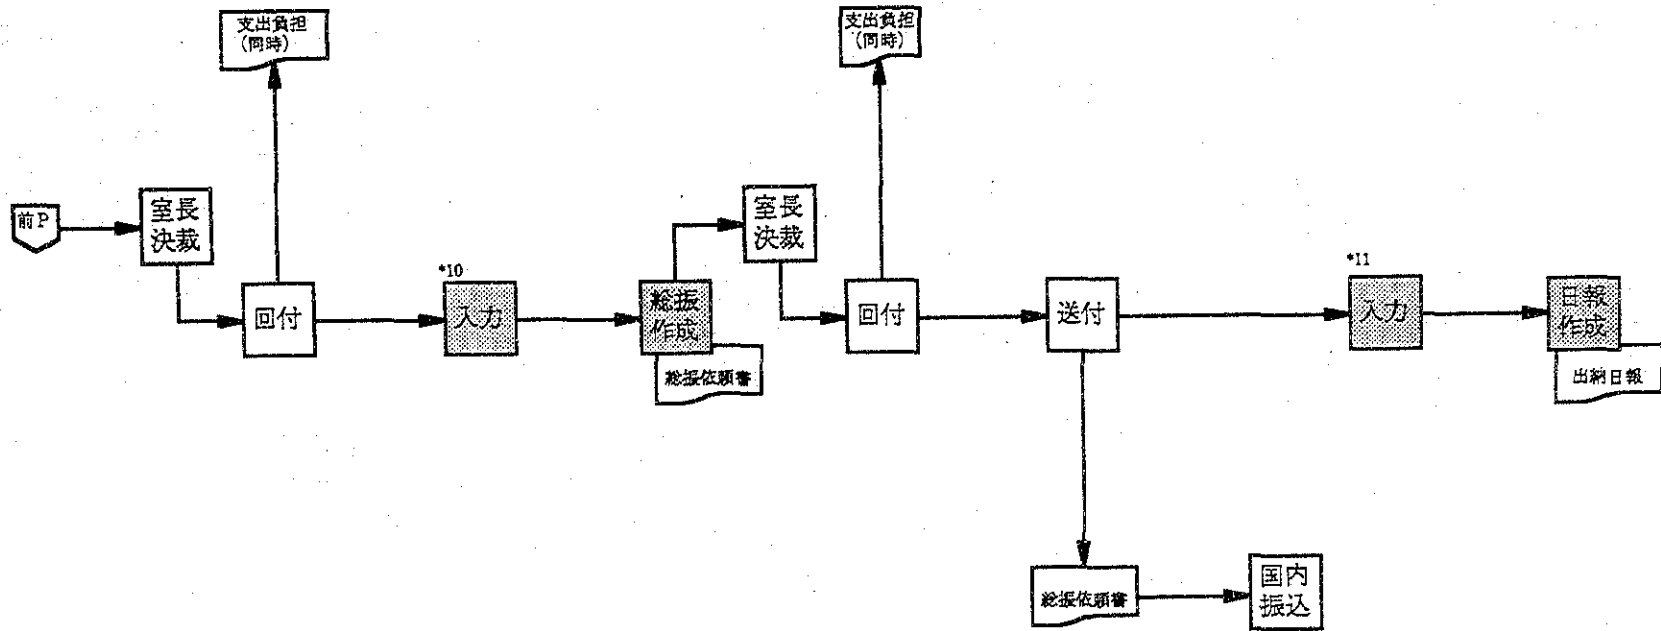 支出負担
(同時)
支出負担
(同時)
前P
室長
決裁
回付
*10
入力
総振
作成
総振依頼書
室長
決裁
回付
送付
*11
入力
日報
作成
出納日報
総振依頼書
国内
振込